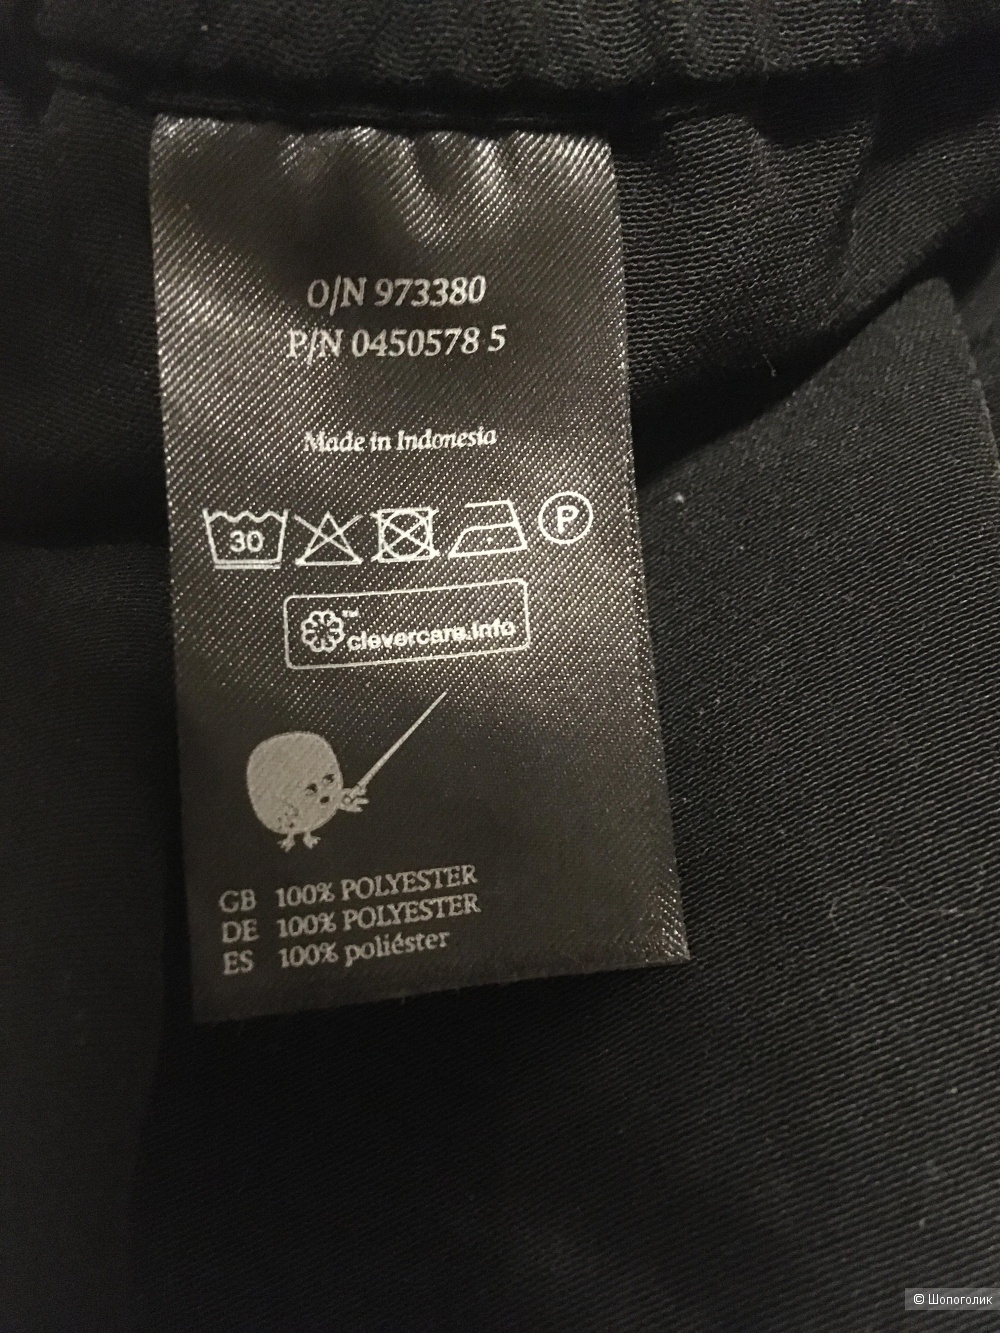 O/N 973380
P/N 0450578 5
Made in Indonesia
30
P
™
clevercare.info
GB 100% POLYESTER
DE 100% POLYESTER
ES 100% poliéster
© Шопоголик